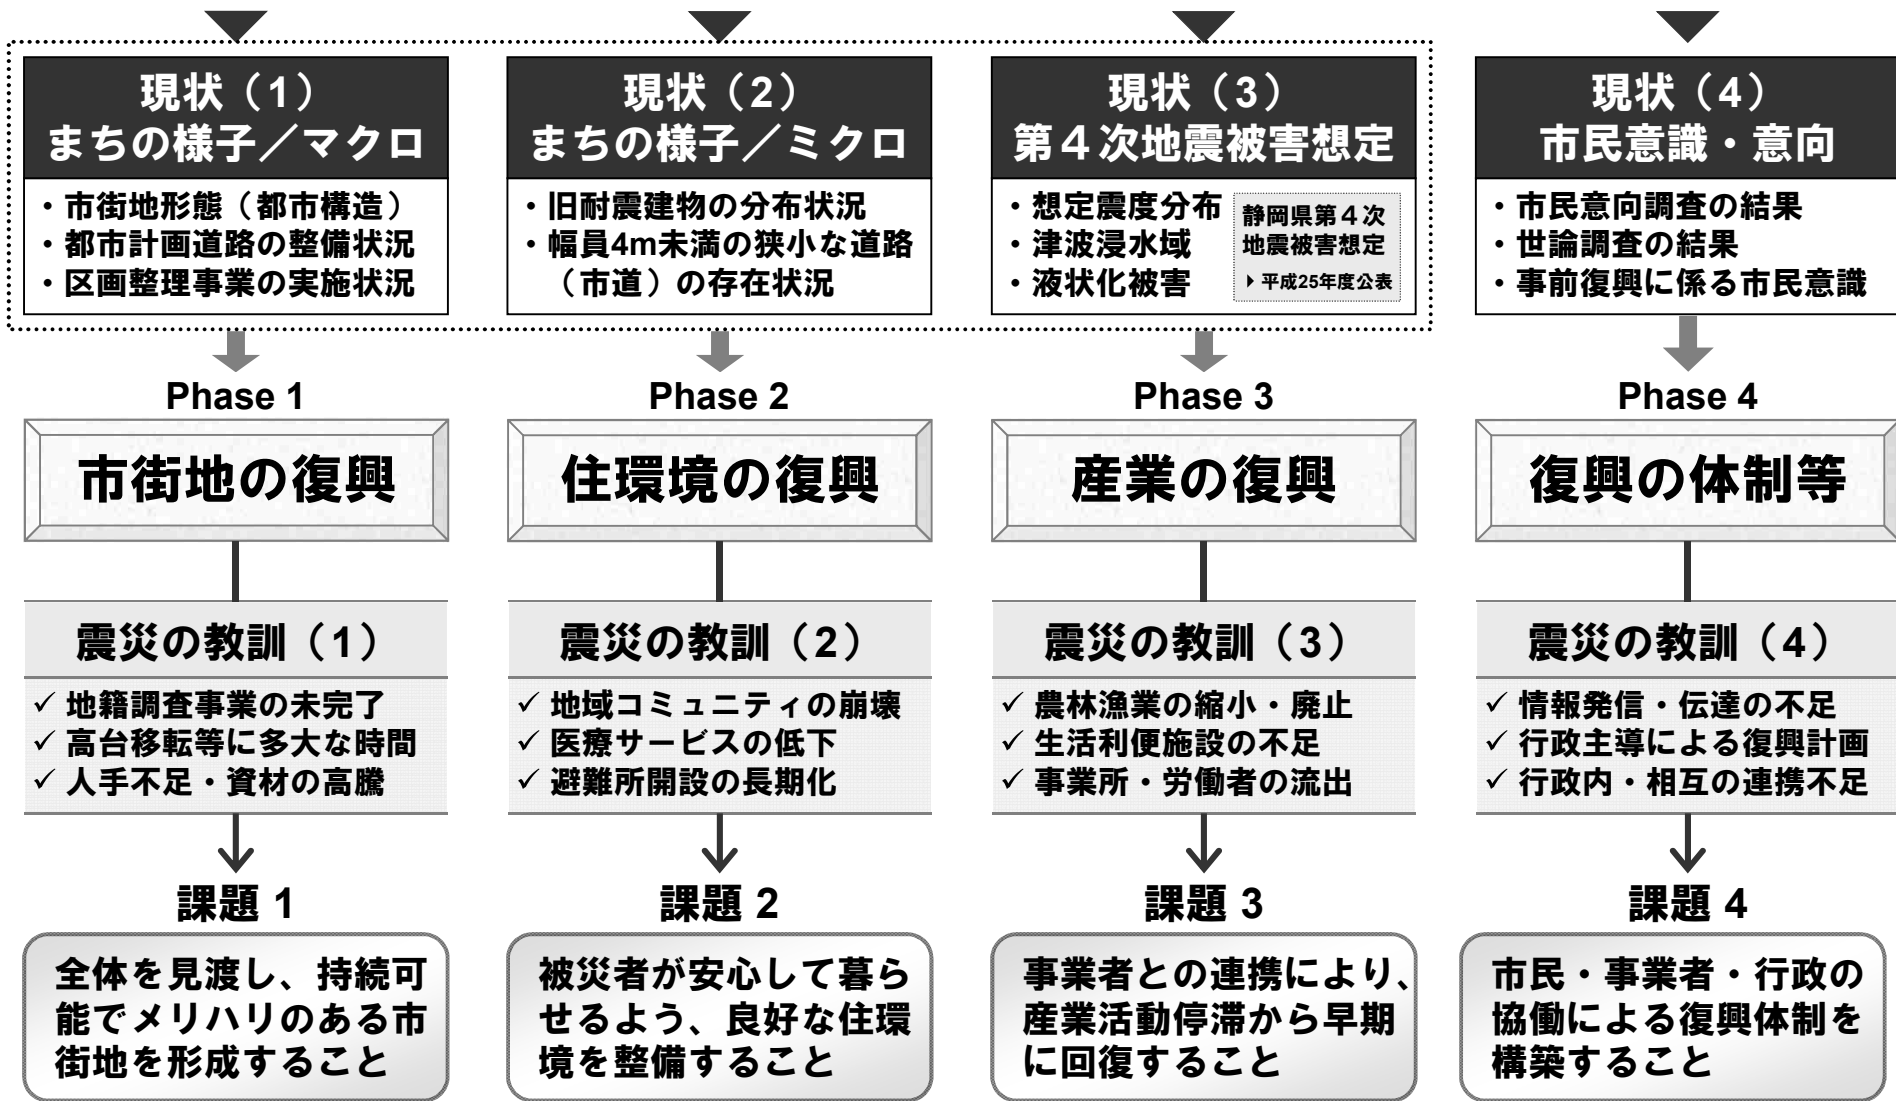 現状（1）
まちの様子／マクロ
・市街地形態（都市構造）
・都市計画道路の整備状況
・区画整理事業の実施状況
現状（2）
まちの様子／ミクロ
・旧耐震建物の分布状況
・幅員4m未満の狭小な道路
（市道）の存在状況
現状（3）
第４次地震被害想定
・想定震度分布
・津波浸水域
・液状化被害
静岡県第４次
地震被害想定
平成25年度公表
現状（4）
市民意識・意向
・市民意向調査の結果
・世論調査の結果
・事前復興に係る市民意識
Phase 1
市街地の復興
震災の教訓（1）
✓ 地籍調査事業の未完了
✓ 高台移転等に多大な時間
✓ 人手不足・資材の高騰
課題 1
全体を見渡し、持続可
能でメリハリのある市
街地を形成すること
Phase 2
住環境の復興
震災の教訓（2）
✓ 地域コミュニティの崩壊
✓ 医療サービスの低下
✓ 避難所開設の長期化
課題 2
被災者が安心して暮ら
せるよう、良好な住環
境を整備すること
Phase 3
産業の復興
震災の教訓（3）
✓ 農林漁業の縮小・廃止
✓ 生活利便施設の不足
✓ 事業所・労働者の流出
課題 3
事業者との連携により、
産業活動停滞から早期
に回復すること
Phase 4
復興の体制等
震災の教訓（4）
✓ 情報発信・伝達の不足
✓ 行政主導による復興計画
✓ 行政内・相互の連携不足
課題 4
市民・事業者・行政の
協働による復興体制を
構築すること